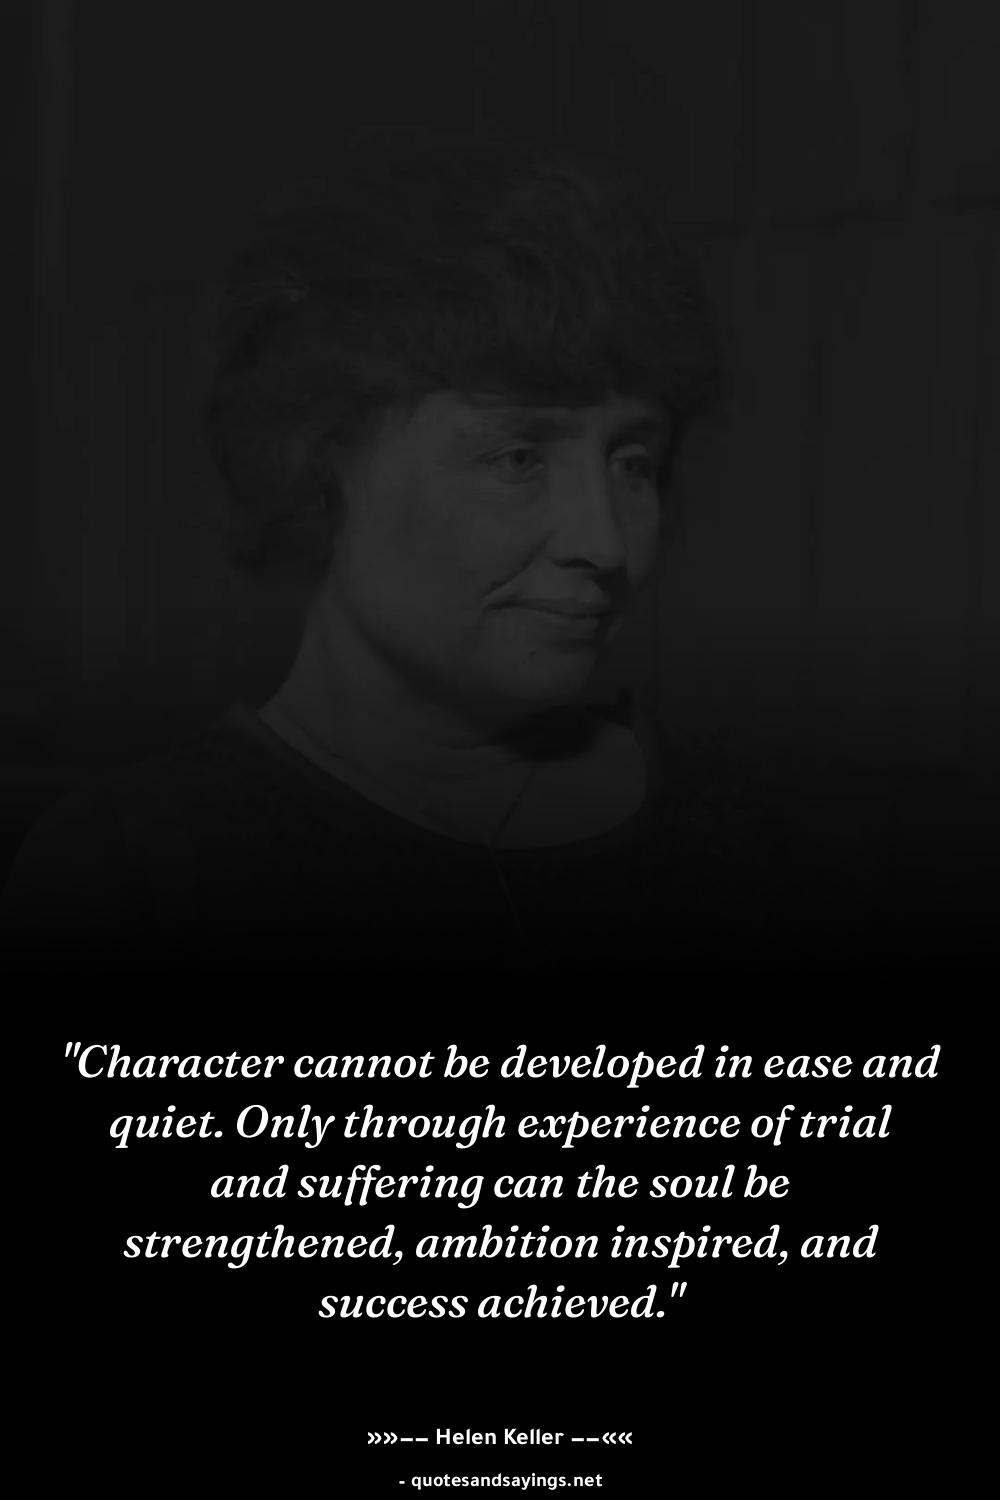 "Character cannot be developed in ease and
quiet. Only through experience of trial
and suffering can the soul be
strengthened, ambition inspired, and
success achieved."
»»—— Helen Keller ——««
- quotesandsayings.net